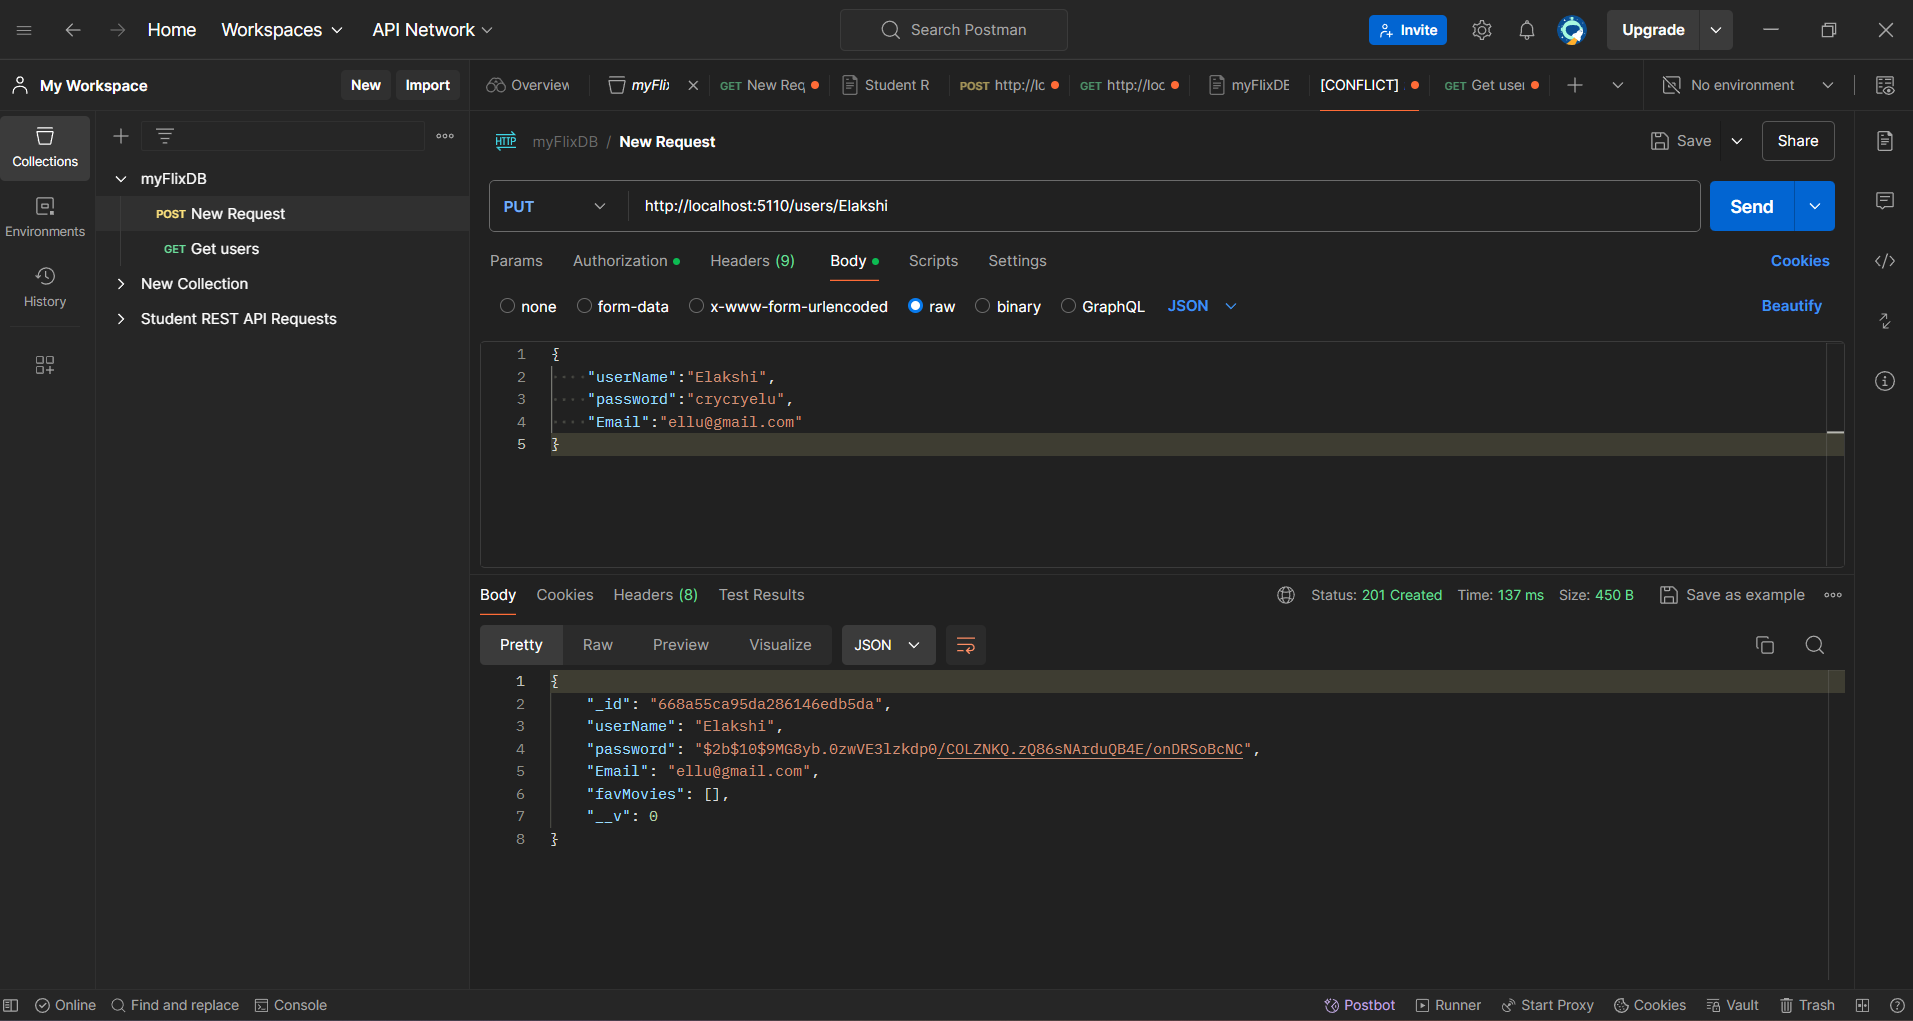 Home Workspaces API Network Search Postman Invite Upgrade
My Workspace New Import Overview myFlix GET New Req Student R POST http://lc GET http://loc myFlixDE [CONFLICT] GET Get user No environment
Collections
Environments
History
myFlixDB
POST New Request
GET Get users
New Collection
Student REST API Requests
HTTP myFlixDB / New Request Save Share
PUT http://localhost:5110/users/Elakshi Send
Params Authorization Headers (9) Body Scripts Settings Cookies
none form-data x-www-form-urlencoded raw binary GraphQL JSON Beautify
1 {
2 "userName":"Elakshi",
3 "password":"crycryelu",
4 "Email":"ellu@gmail.com"
5 }
Body Cookies Headers (8) Test Results Status: 201 Created Time: 137 ms Size: 450 B Save as example
Pretty Raw Preview Visualize JSON
1 {
2 "_id": "668a55ca95da286146edb5da",
3 "userName": "Elakshi",
4 "password": "$2b$10$9MG8yb.0zwVE3lzkdp0/COLZNKQ.zQ86sNArduQB4E/onDRSoBcNC",
5 "Email": "ellu@gmail.com",
6 "favMovies": [],
7 "__v": 0
8 }
Online Find and replace Console Postbot Runner Start Proxy Cookies Vault Trash